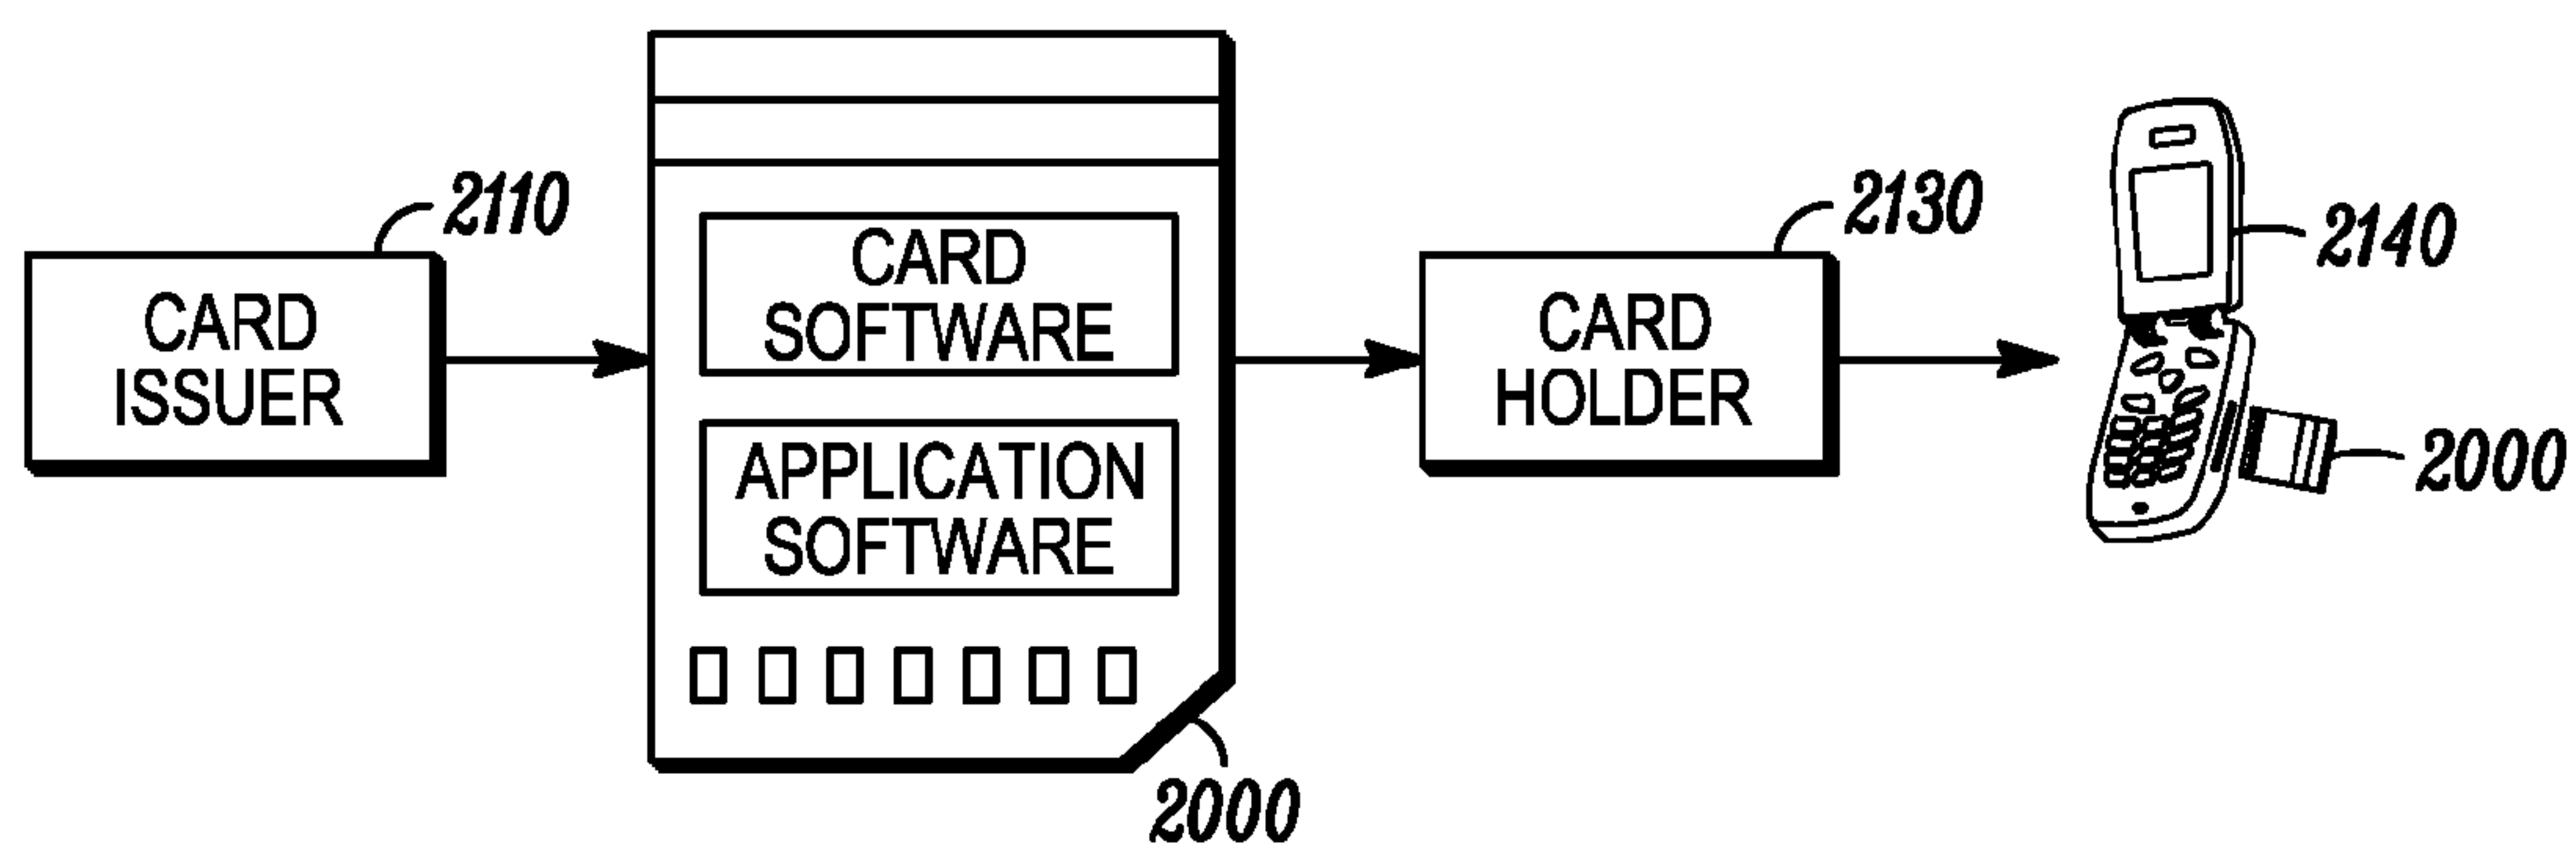 2110
CARD
ISSUER
CARD
SOFTWARE
APPLICATION
SOFTWARE
2000
2130
CARD
HOLDER
2140
2000